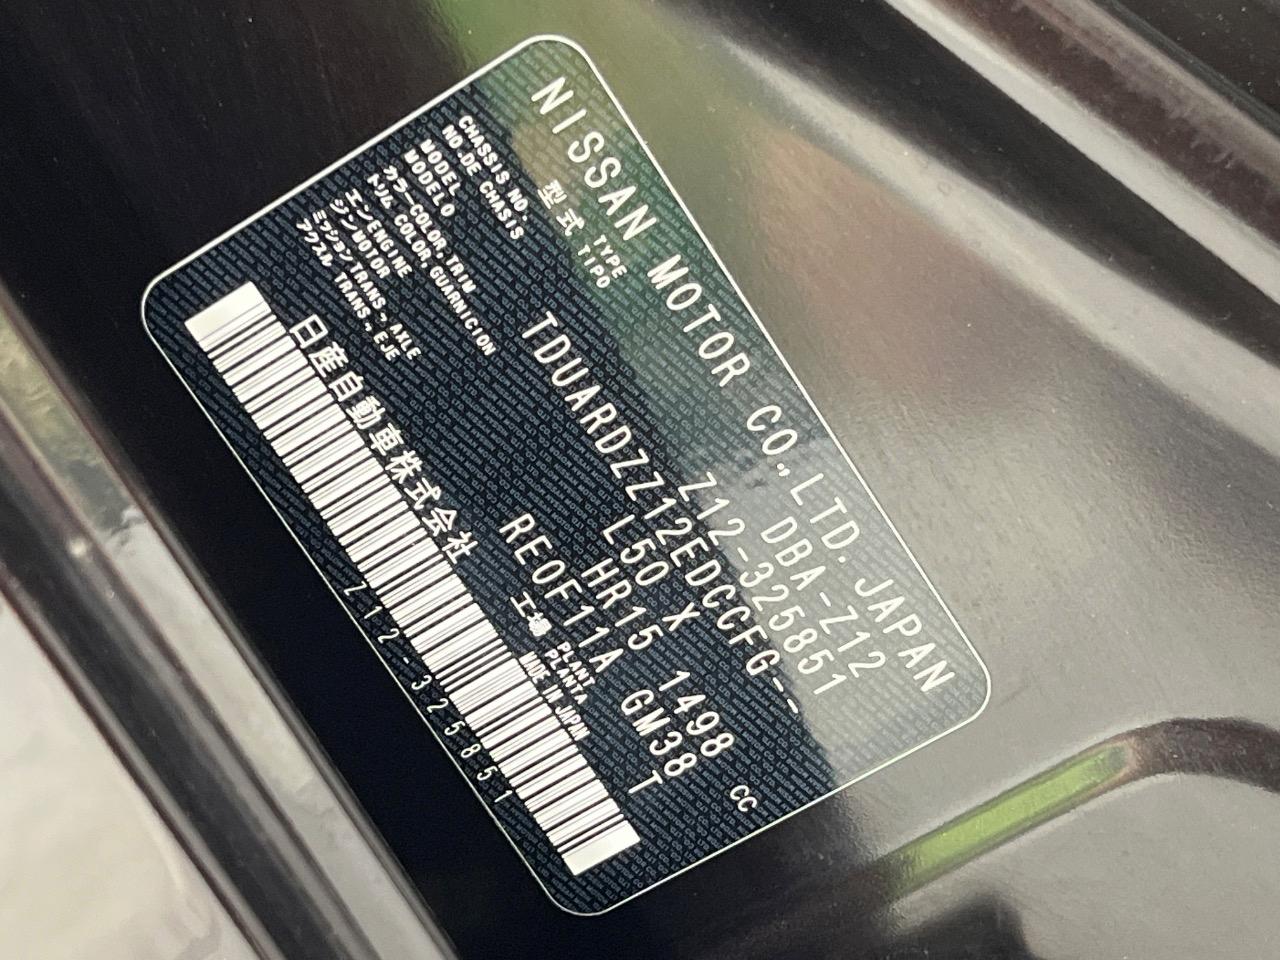 NISSAN MOTOR CO.,LTD. JAPAN
型式 TYPE TIPO DBA-Z12
CHASSIS NO. NO.DE CHASIS Z12-325851
MODEL MODELO TDUARDZZ12EDCCFG--
カラー COLOR,TRIM トリム COLOR,GUARNICION L50 X
エンジン ENGINE MOTOR HR15 1498 cc
ミッション アクスル TRANS.,AXLE TRANS.,EJE RE0F11A GM38
日産自動車株式会社 工場 PLANT PLANTA T
MADE IN JAPAN
Z12-325851